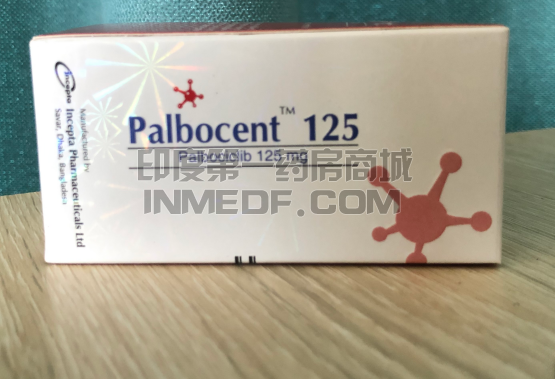 Incepta
Manufactured by
Incepta Pharmaceuticals Ltd
Savar, Dhaka, Bangladesh
Palbocent™ 125
Palbociclib 125 mg
印度第一药房商城
INMEDF.COM